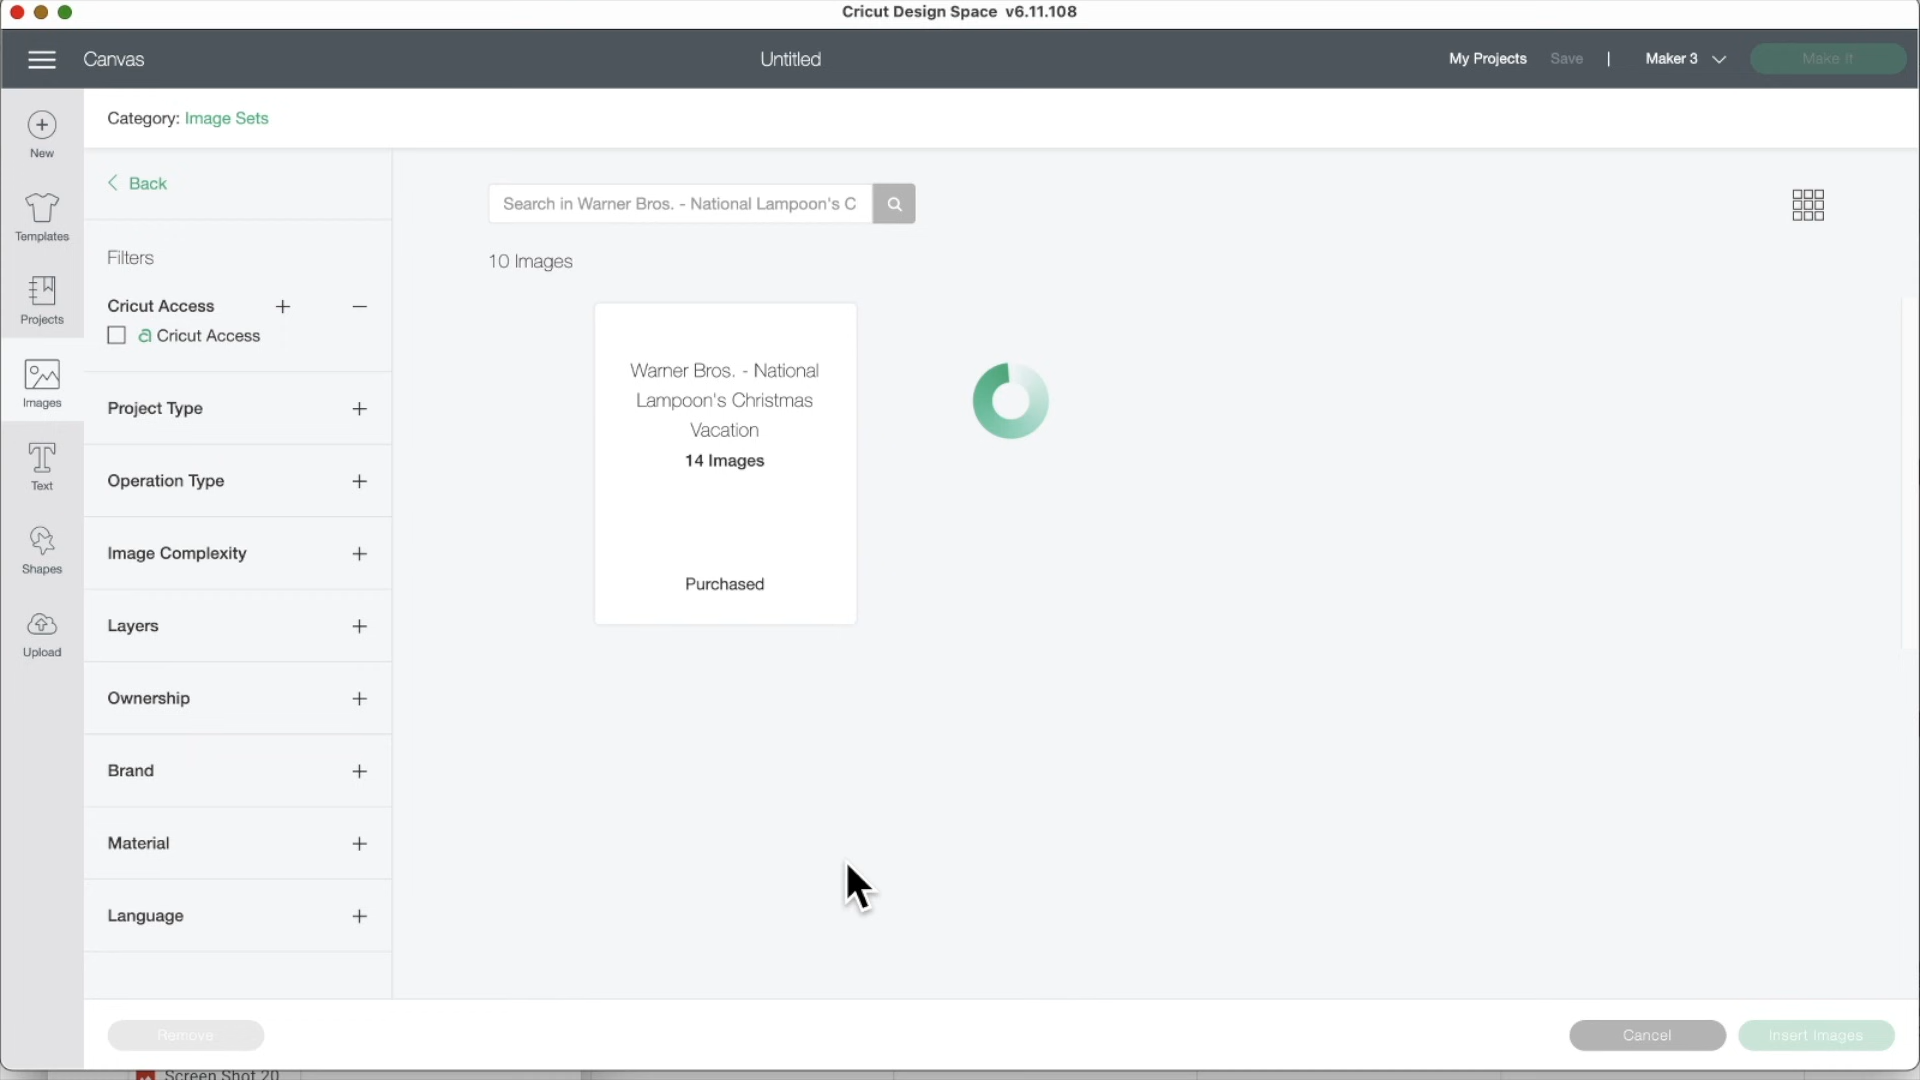 Cricut Design Space v6.11.108
Canvas
Untitled
My Projects
Save
|
Maker 3
Make It
New
Templates
Projects
Images
Text
Shapes
Upload
Category: Image Sets
Back
Filters
Cricut Access
a Cricut Access
Project Type
Operation Type
Image Complexity
Layers
Ownership
Brand
Material
Language
Search in Warner Bros. - National Lampoon's C
10 Images
Warner Bros. - National
Lampoon's Christmas
Vacation
14 Images
Purchased
Remove
Cancel
Insert Images
Screen Shot 20